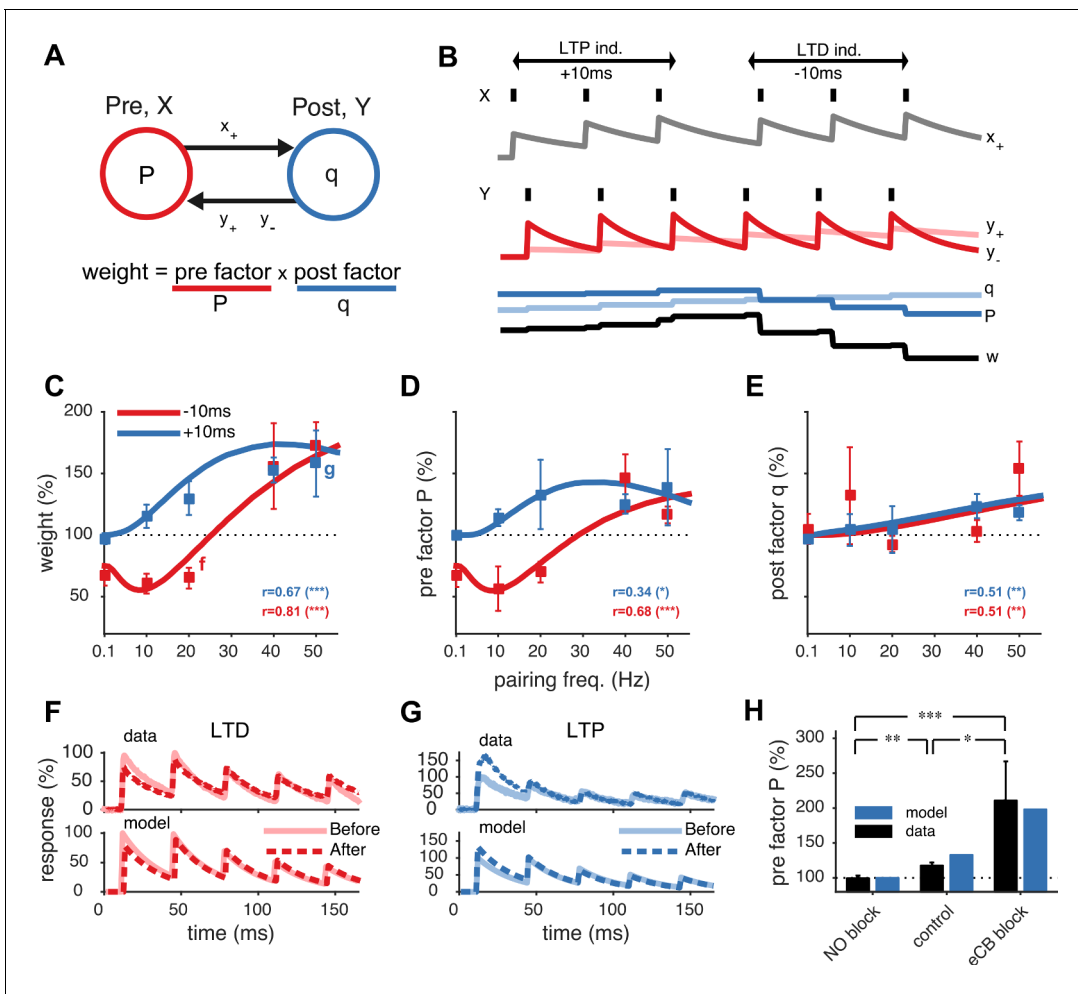 A
Pre, X
Post, Y
x+
P
q
y+ y-
weight = pre factor x post factor
P q
B
LTP ind.
LTD ind.
+10ms
-10ms
X
x+
Y
y+
y-
q
P
w
C
200
150
100
50
weight (%)
-10ms
+10ms
g
f
r=0.67 (***)
r=0.81 (***)
0.1 10 20 40 50
D
pre factor P (%)
r=0.34 (*)
r=0.68 (***)
0.1 10 20 40 50
pairing freq. (Hz)
E
post factor q (%)
r=0.51 (**)
r=0.51 (**)
0.1 10 20 40 50
F
LTD
data
100
50
0
response (%)
model
100
50
0
Before
After
0 50 100 150
time (ms)
G
LTP
data
150
100
50
0
model
150
100
50
0
Before
After
0 50 100 150
time (ms)
H
***
** *
300
250
200
150
100
pre factor P (%)
model
data
NO block
control
eCB block